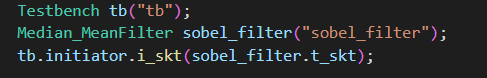 Testbench tb("tb");
Median_MeanFilter sobel_filter("sobel_filter");
tb.initiator.i_skt(sobel_filter.t_skt);